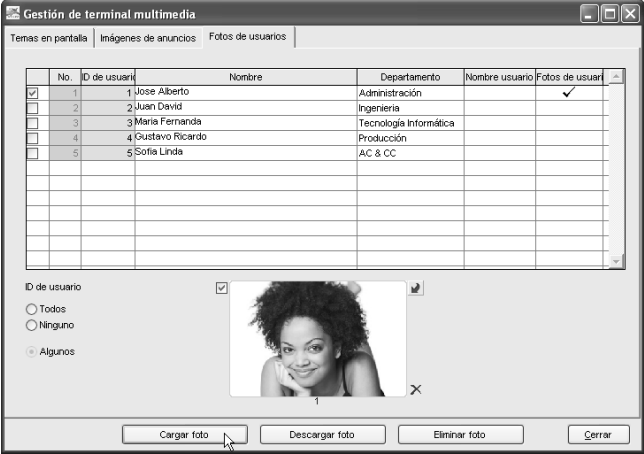 Gestión de terminal multimedia
Temas en pantalla Imágenes de anuncios Fotos de usuarios
No. ID de usuario Nombre Departamento Nombre usuario Fotos de usuari
1 1 Jose Alberto Administración
2 2 Juan David Ingenieria
3 3 Maria Fernanda Tecnología Informática
4 4 Gustavo Ricardo Producción
5 5 Sofia Linda AC & CC
ID de usuario
Todos
Ninguno
Algunos
1
Cargar foto Descargar foto Eliminar foto Cerrar